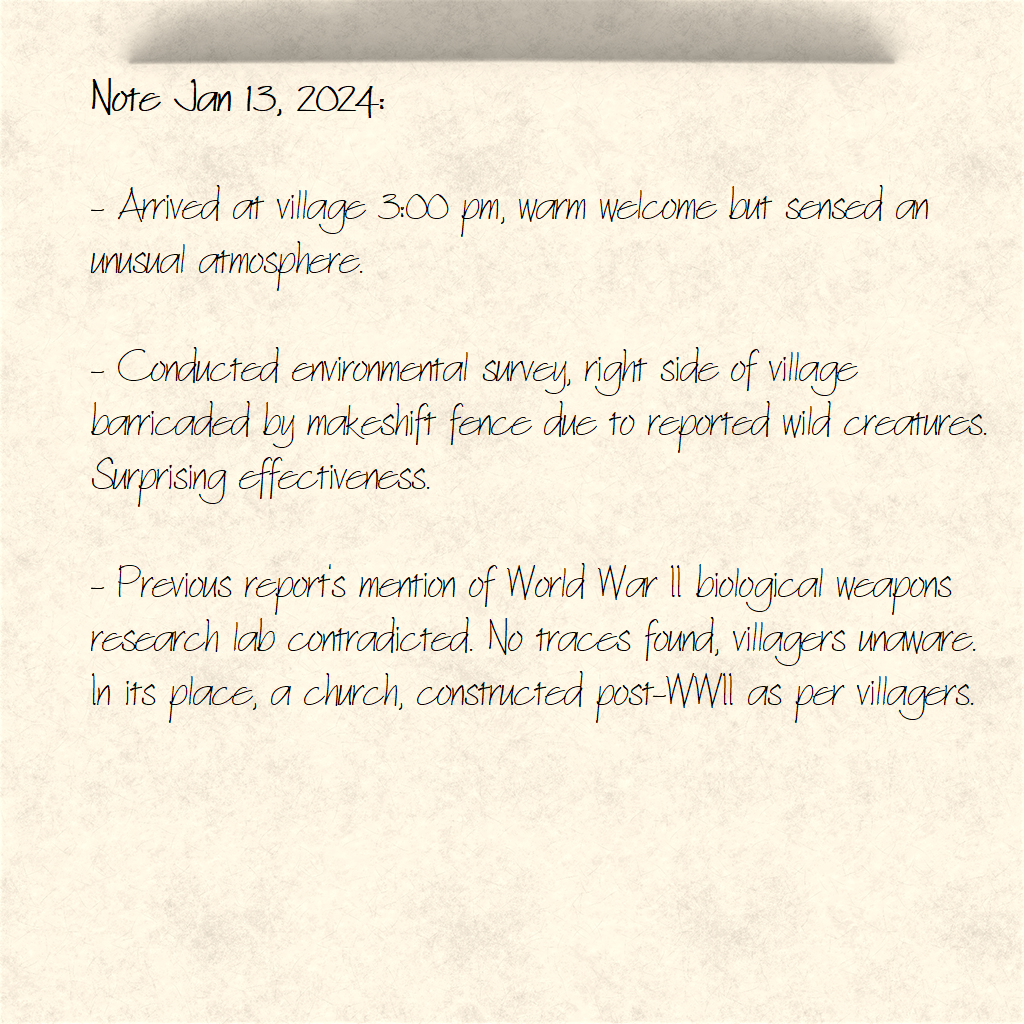 Note Jan 13, 2024:
- Arrived at village 3:00 pm, warm welcome but sensed an
unusual atmosphere.
- Conducted environmental survey, right side of village
barricaded by makeshift fence due to reported wild creatures.
Surprising effectiveness.
- Previous report's mention of World War II biological weapons
research lab contradicted. No traces found, villagers unaware.
In its place, a church, constructed post-WWII as per villagers.